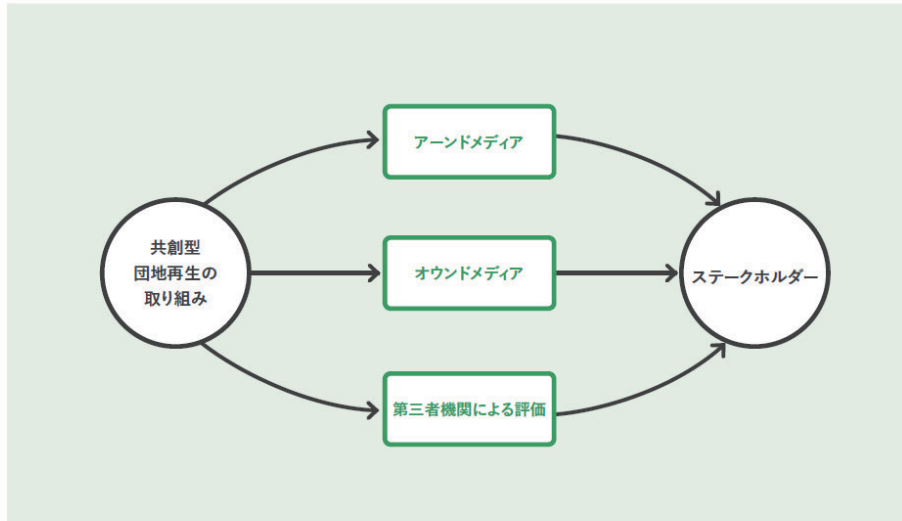 アーンドメディア
共創型
団地再生の
取り組み
オウンドメディア
ステークホルダー
第三者機関による評価